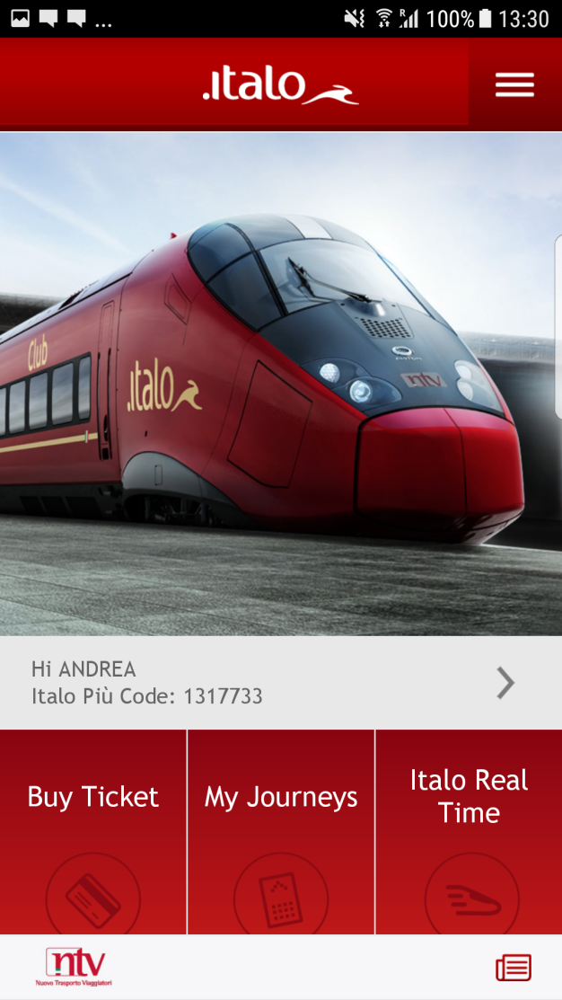 ...
100%
13:30
.italo
Club
.italo
ntv
Hi ANDREA
Italo Più Code: 1317733
Buy Ticket
My Journeys
Italo Real
Time
ntv
Nuovo Trasporto Viaggiatori